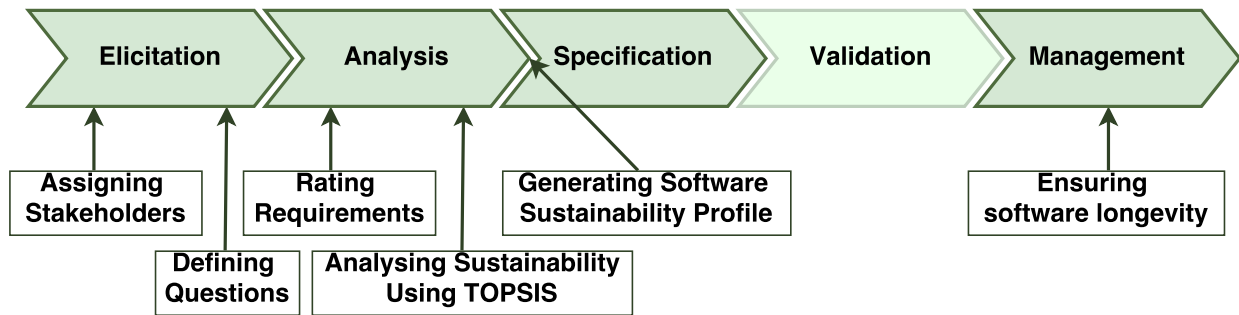 Elicitation
Analysis
Specification
Validation
Management
Assigning
Stakeholders
Rating
Requirements
Generating Software
Sustainability Profile
Ensuring
software longevity
Defining
Questions
Analysing Sustainability
Using TOPSIS